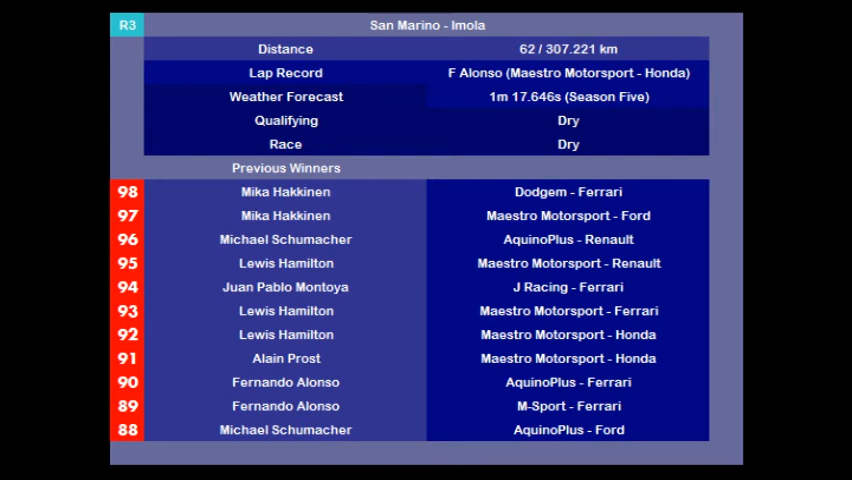 R3 San Marino - Imola
Distance 62 / 307.221 km
Lap Record F Alonso (Maestro Motorsport - Honda)
Weather Forecast 1m 17.646s (Season Five)
Qualifying Dry
Race Dry
Previous Winners
98 Mika Hakkinen Dodgem - Ferrari
97 Mika Hakkinen Maestro Motorsport - Ford
96 Michael Schumacher AquinoPlus - Renault
95 Lewis Hamilton Maestro Motorsport - Renault
94 Juan Pablo Montoya J Racing - Ferrari
93 Lewis Hamilton Maestro Motorsport - Ferrari
92 Lewis Hamilton Maestro Motorsport - Honda
91 Alain Prost Maestro Motorsport - Honda
90 Fernando Alonso AquinoPlus - Ferrari
89 Fernando Alonso M-Sport - Ferrari
88 Michael Schumacher AquinoPlus - Ford